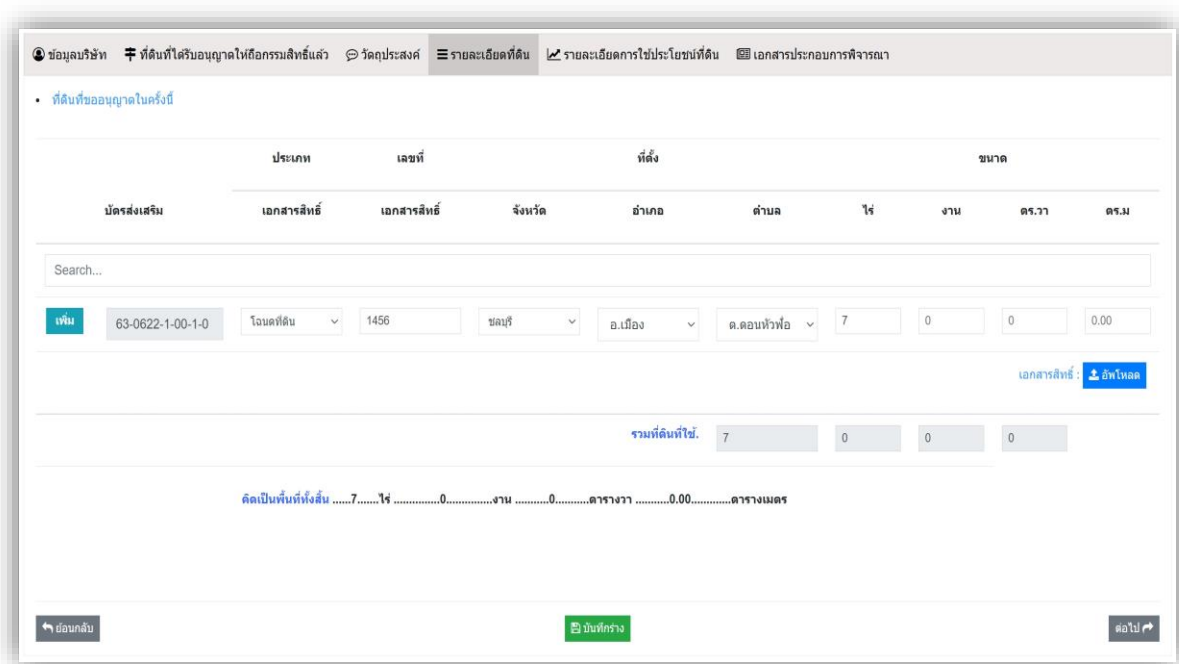 ข้อมูลบริษัท ที่ดินที่ได้รับอนุญาตให้ถือกรรมสิทธิ์แล้ว วัตถุประสงค์ รายละเอียดที่ดิน รายละเอียดการใช้ประโยชน์ที่ดิน เอกสารประกอบการพิจารณา
• ที่ดินที่ขออนุญาตในครั้งนี้
ประเภท เลขที่ ที่ตั้ง ขนาด
บัตรส่งเสริม เอกสารสิทธิ์ เอกสารสิทธิ์ จังหวัด อำเภอ ตำบล ไร่ งาน ตร.วา ตร.ม
Search...
เพิ่ม 63-0622-1-00-1-0 โฉนดที่ดิน 1456 ชลบุรี อ.เมือง ต.ดอนหัวฬ่อ 7 0 0 0.00
เอกสารสิทธิ์ : อัพโหลด
รวมที่ดินที่ใช้. 7 0 0 0
คิดเป็นพื้นที่ทั้งสิ้น ......7.......ไร่ ...............0...............งาน ...........0...........ตารางวา ...........0.00.............ตารางเมตร
ย้อนกลับ บันทึกร่าง ต่อไป